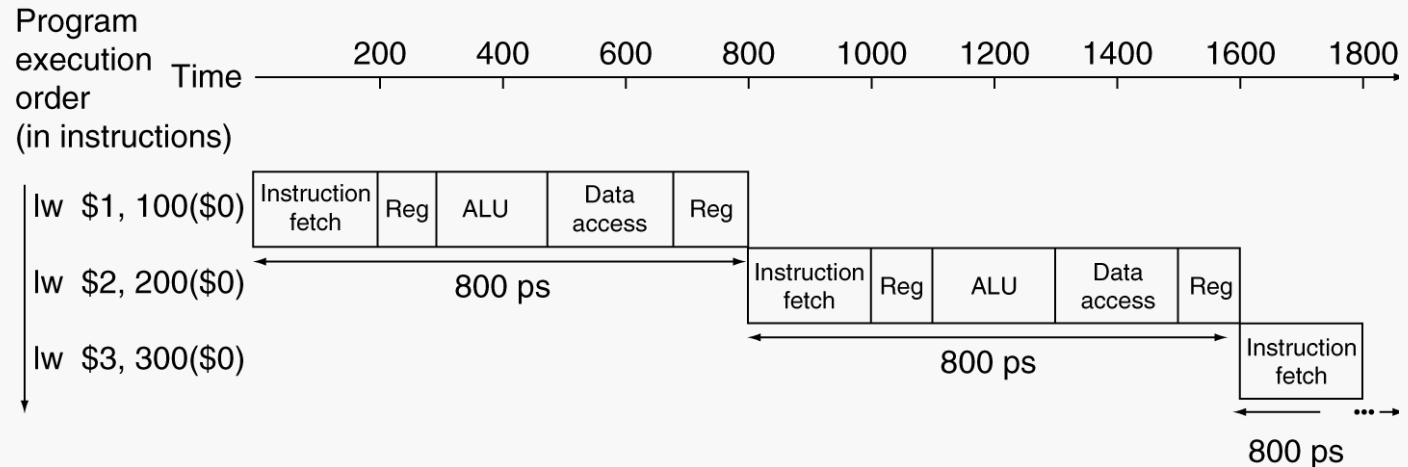 Program
execution
order
(in instructions)
Time
200 400 600 800 1000 1200 1400 1600 1800
lw $1, 100($0)
Instruction
fetch
Reg
ALU
Data
access
Reg
800 ps
lw $2, 200($0)
Instruction
fetch
Reg
ALU
Data
access
Reg
800 ps
lw $3, 300($0)
Instruction
fetch
...
800 ps